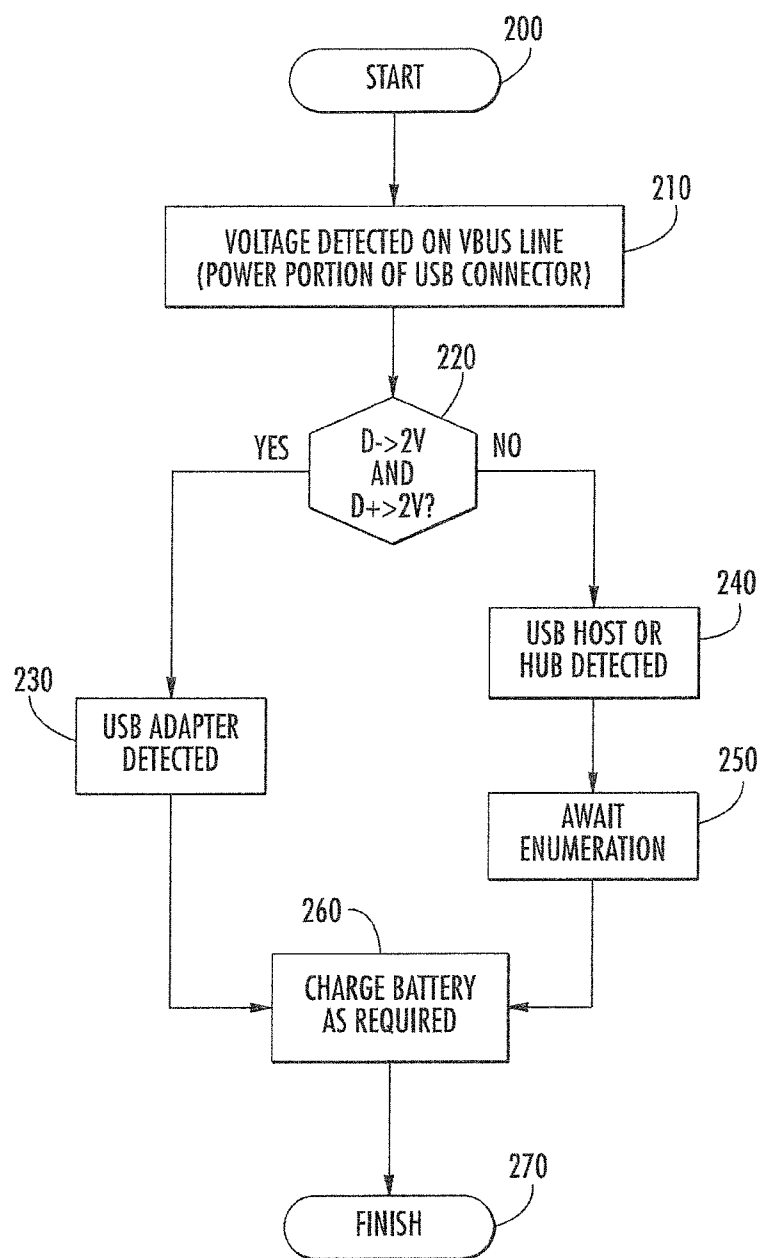 200
START
210
VOLTAGE DETECTED ON VBUS LINE
(POWER PORTION OF USB CONNECTOR)
220
YES
D->2V
AND
D+>2V?
NO
240
USB HOST OR
HUB DETECTED
230
USB ADAPTER
DETECTED
250
AWAIT
ENUMERATION
260
CHARGE BATTERY
AS REQUIRED
270
FINISH